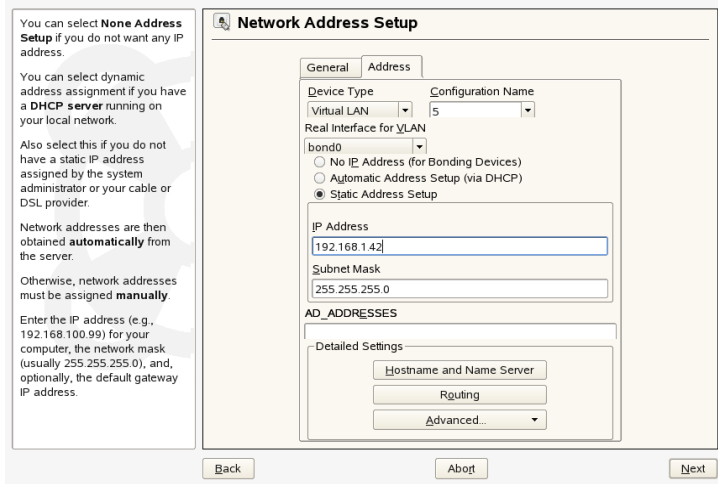 You can select None Address
Setup if you do not want any IP
address.
You can select dynamic
address assignment if you have
a DHCP server running on
your local network.
Also select this if you do not
have a static IP address
assigned by the system
administrator or your cable or
DSL provider.
Network addresses are then
obtained automatically from
the server.
Otherwise, network addresses
must be assigned manually.
Enter the IP address (e.g.,
192.168.100.99) for your
computer, the network mask
(usually 255.255.255.0), and,
optionally, the default gateway
IP address.
Network Address Setup
General Address
Device Type Configuration Name
Virtual LAN 5
Real Interface for VLAN
bond0
No IP Address (for Bonding Devices)
Automatic Address Setup (via DHCP)
Static Address Setup
IP Address
192.168.1.42
Subnet Mask
255.255.255.0
AD_ADDRESSES
Detailed Settings
Hostname and Name Server
Routing
Advanced...
Back Abort Next